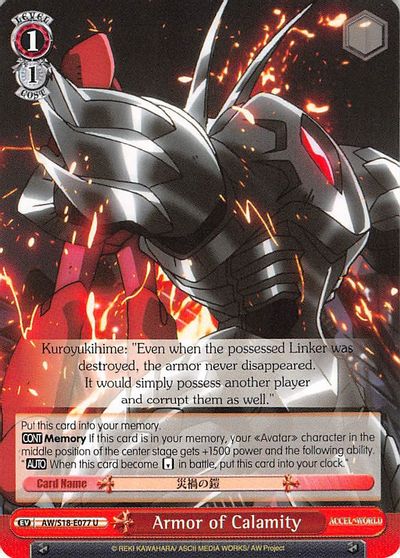 LEVEL
1
1
COST
Kuroyukihime: "Even when the possessed Linker was
destroyed, the armor never disappeared.
It would simply possess another player
and corrupt them as well."
Put this card into your memory.
CONT Memory If this card is in your memory, your «Avatar» character in the
middle position of the center stage gets +1500 power and the following ability.
"AUTO When this card become in battle, put this card into your clock."
Card Name 災禍の鎧
EV AW/S18-E077 U
Armor of Calamity
ACCEL WORLD
© REKI KAWAHARA/ ASCII MEDIA WORKS/ AW Project